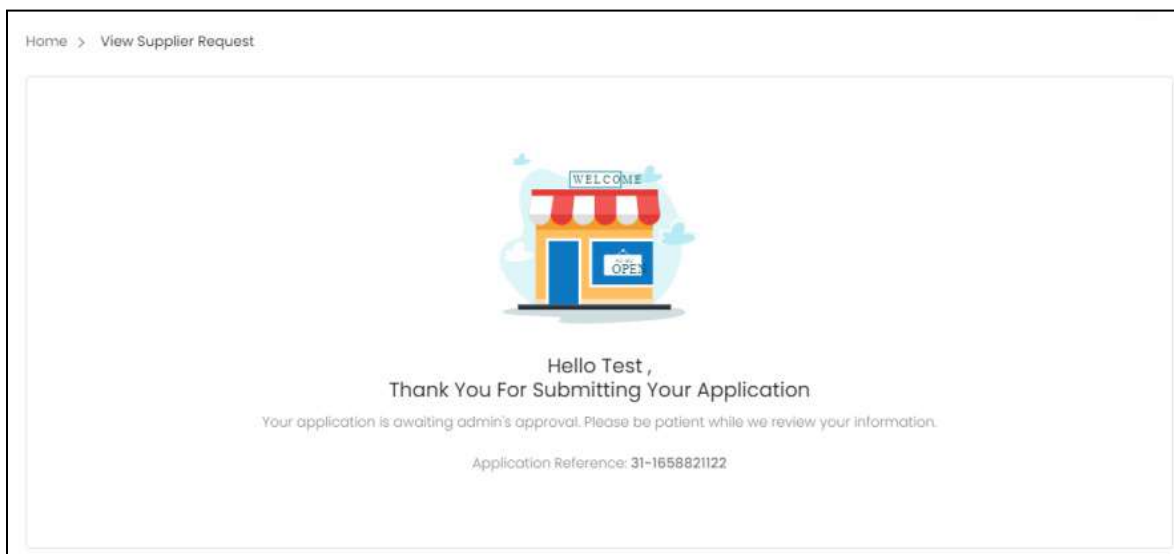 Home > View Supplier Request
WELCOME
OPEN
Hello Test ,
Thank You For Submitting Your Application
Your application is awaiting admin's approval. Please be patient while we review your information.
Application Reference: 31-1658821122